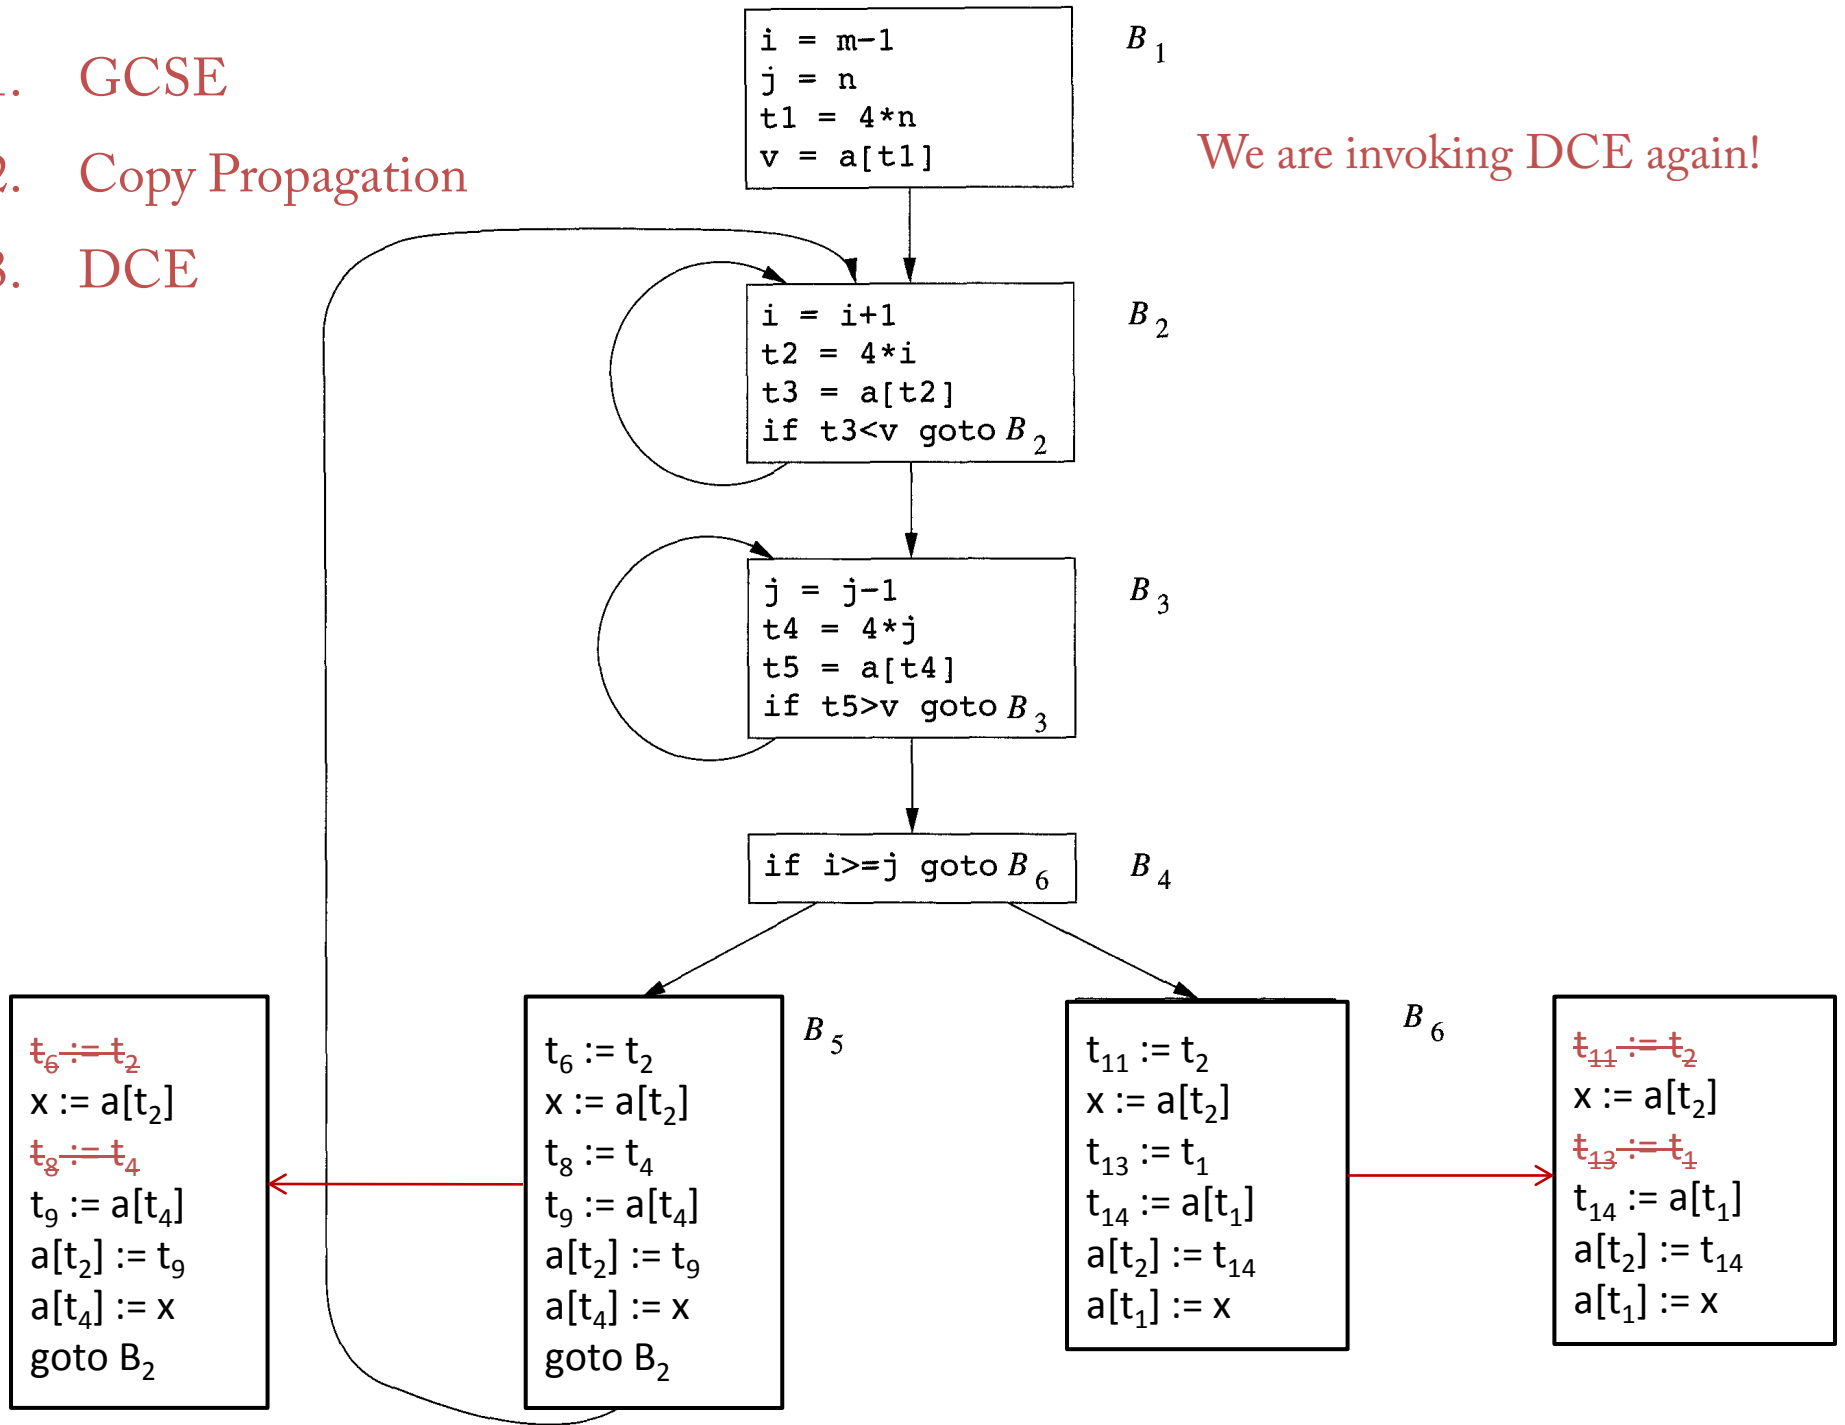 1. GCSE
2. Copy Propagation
3. DCE
We are invoking DCE again!
i = m-1
j = n
t1 = 4*n
v = a[t1]
B1
i = i+1
t2 = 4*i
t3 = a[t2]
if t3<v goto B2
B2
j = j-1
t4 = 4*j
t5 = a[t4]
if t5>v goto B3
B3
if i>=j goto B6
B4
t6 := t2
x := a[t2]
t8 := t4
t9 := a[t4]
a[t2] := t9
a[t4] := x
goto B2
t6 := t2
x := a[t2]
t8 := t4
t9 := a[t4]
a[t2] := t9
a[t4] := x
goto B2
B5
t11 := t2
x := a[t2]
t13 := t1
t14 := a[t1]
a[t2] := t14
a[t1] := x
B6
t11 := t2
x := a[t2]
t13 := t1
t14 := a[t1]
a[t2] := t14
a[t1] := x